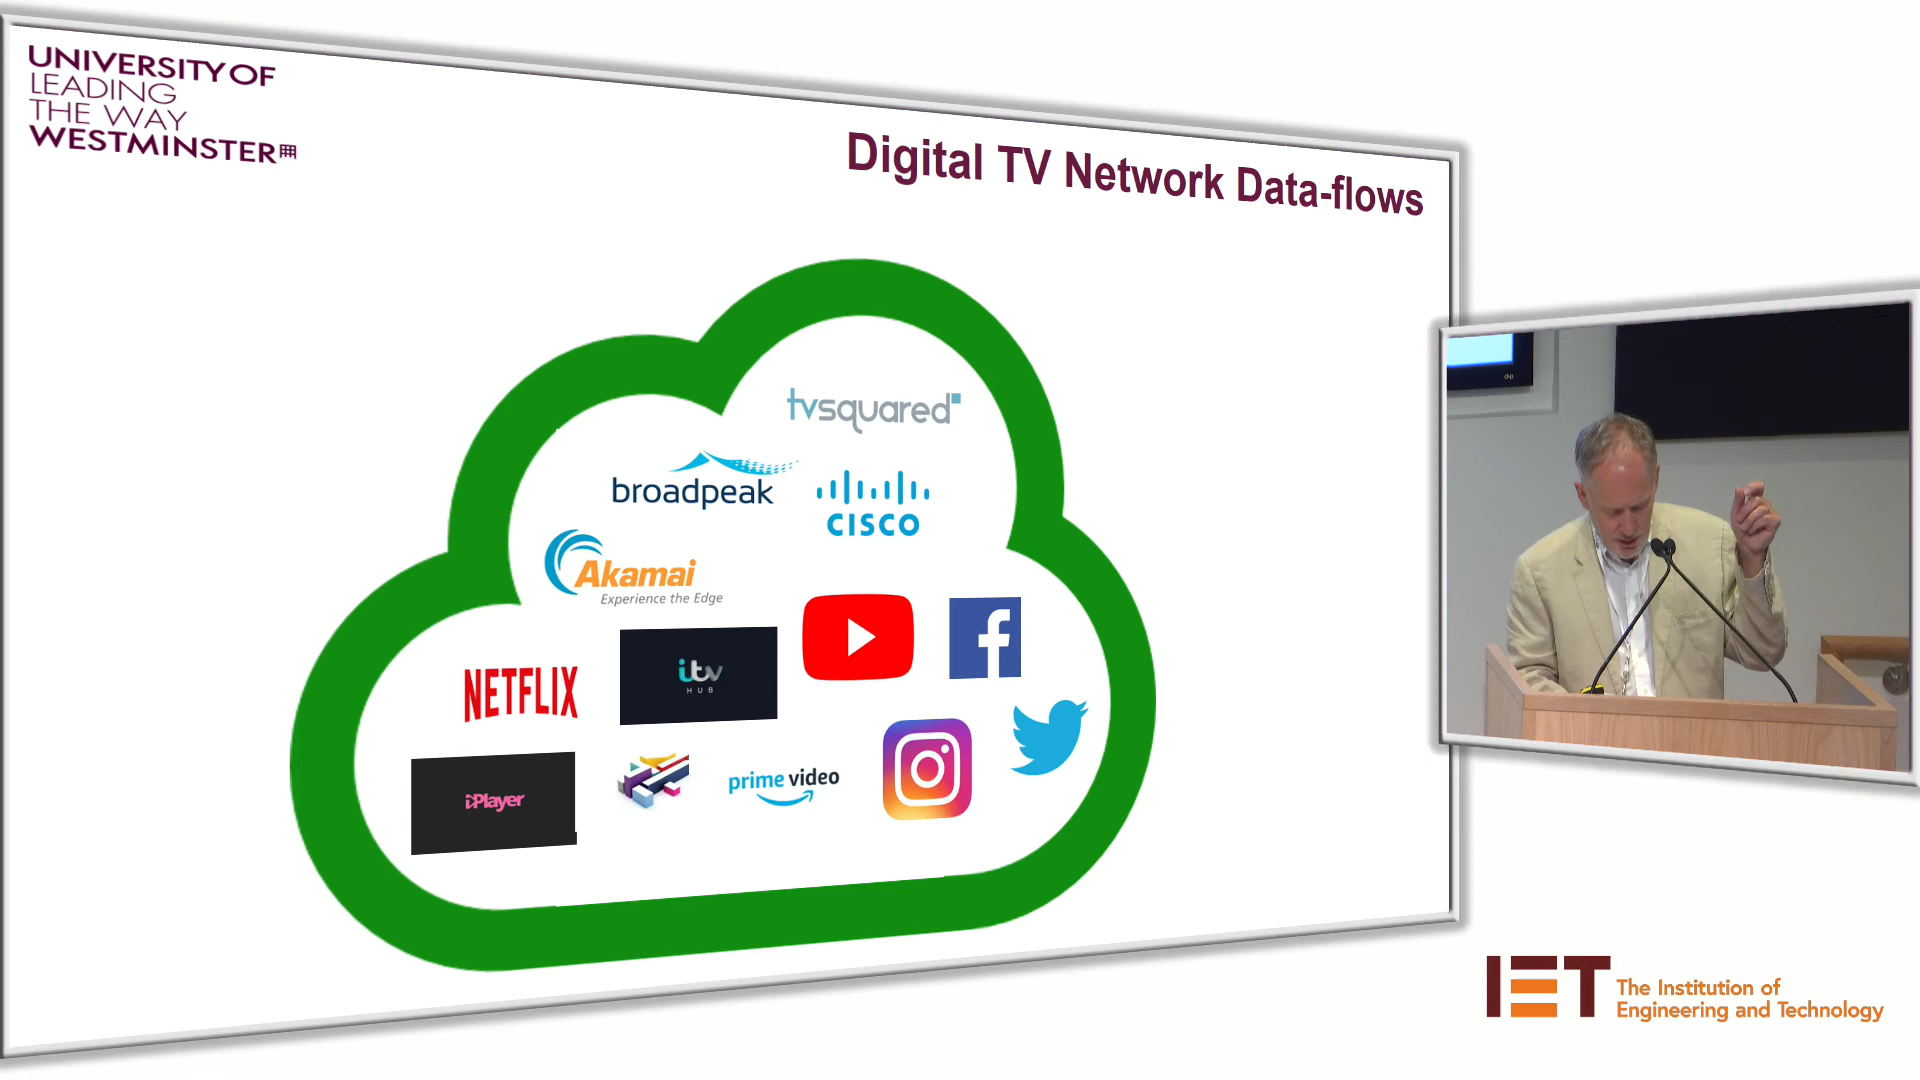 UNIVERSITY OF
LEADING
THE WAY
WESTMINSTER
Digital TV Network Data-flows
tvsquared
broadpeak
CISCO
Akamai
Experience the Edge
NETFLIX
itv
HUB
iPlayer
prime video
IET
The Institution of
Engineering and Technology